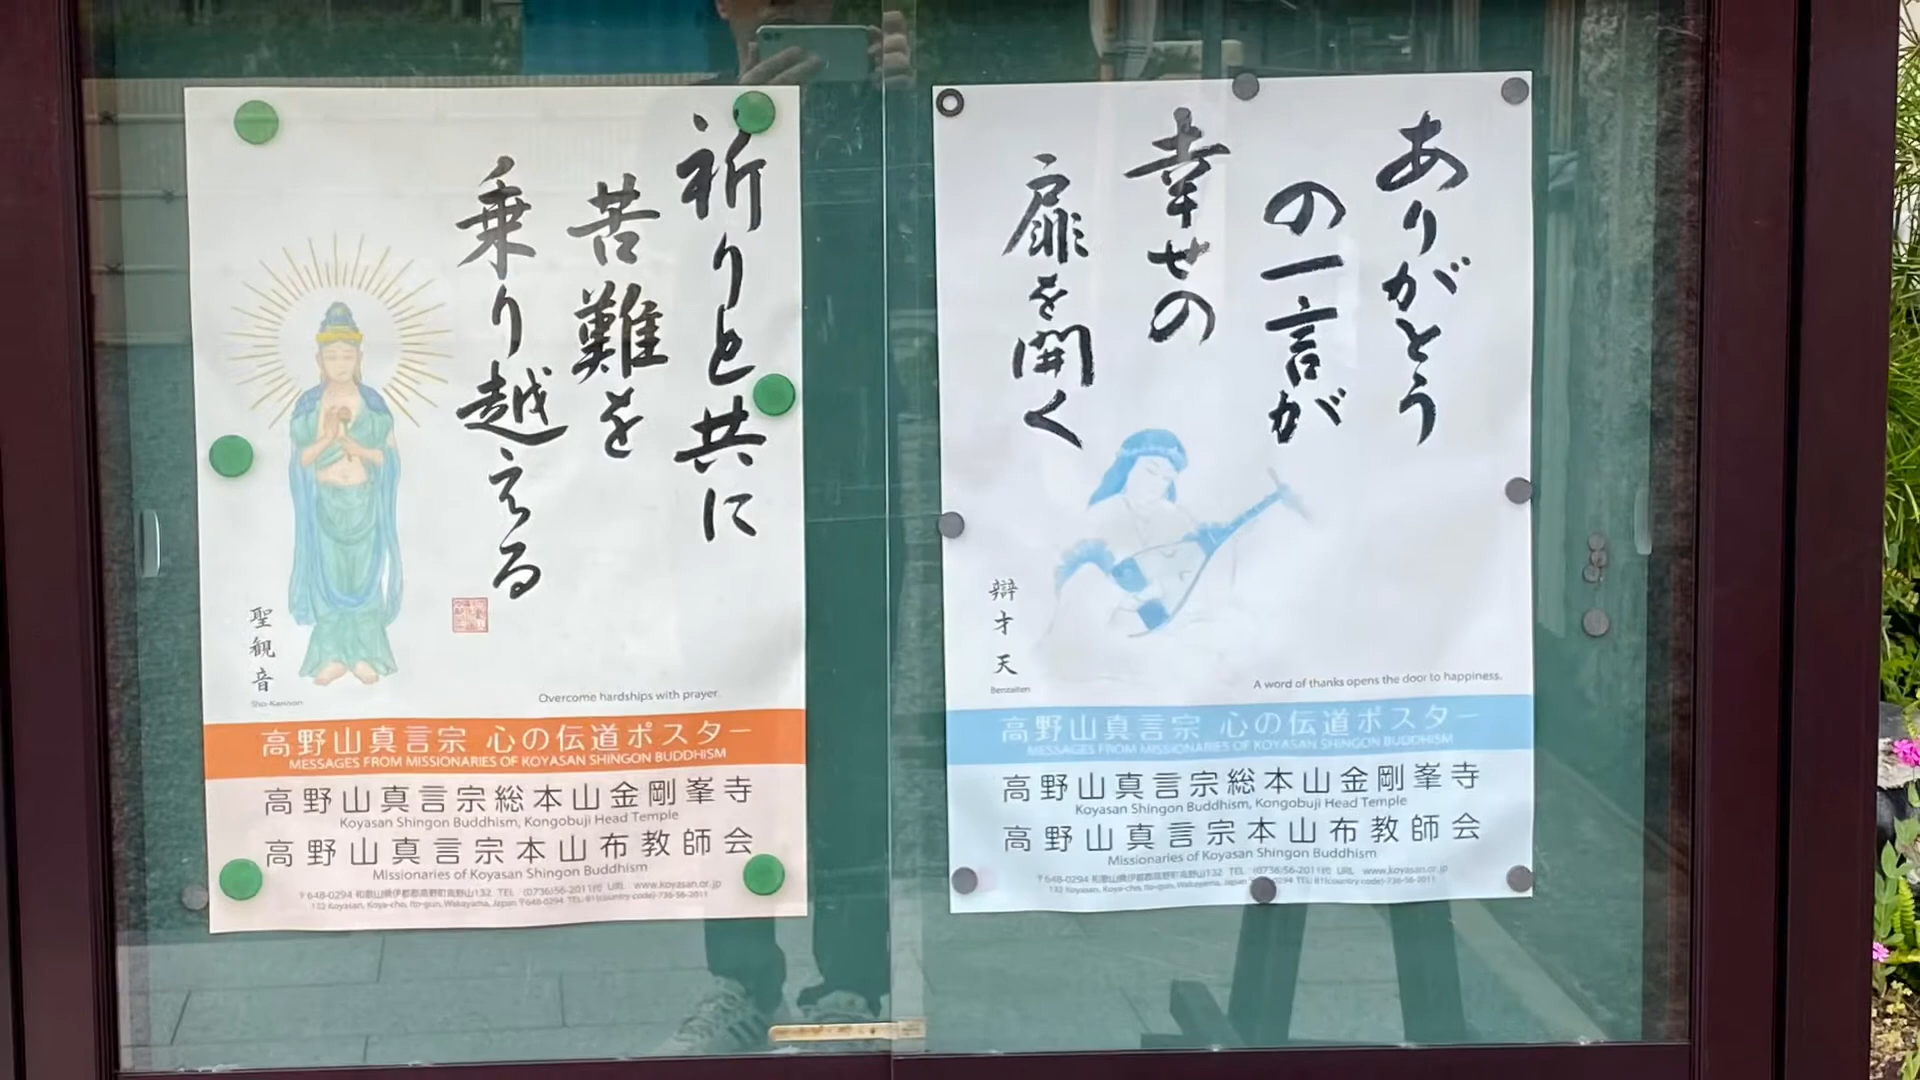 祈りと共に
苦難を
乗り越える
聖観音
Sho-Kannon
Overcome hardships with prayer.
高野山真言宗 心の伝道ポスター
MESSAGES FROM MISSIONARIES OF KOYASAN SHINGON BUDDHISM
高野山真言宗総本山金剛峯寺
Koyasan Shingon Buddhism, Kongobuji Head Temple
高野山真言宗本山布教師会
Missionaries of Koyasan Shingon Buddhism
〒648-0294 和歌山県伊都郡高野町高野山132 TEL (0736)56-2011代 URL www.koyasan.or.jp
132 Koyasan, Koya-cho, Ito-gun, Wakayama, Japan 〒648-0294 TEL: 81(country code)-736-56-2011
ありがとう
の一言が
幸せの
扉を開く
辯才天
Benzaiten
A word of thanks opens the door to happiness.
高野山真言宗 心の伝道ポスター
MESSAGES FROM MISSIONARIES OF KOYASAN SHINGON BUDDHISM
高野山真言宗総本山金剛峯寺
Koyasan Shingon Buddhism, Kongobuji Head Temple
高野山真言宗本山布教師会
Missionaries of Koyasan Shingon Buddhism
〒648-0294 和歌山県伊都郡高野町高野山132 TEL (0736)56-2011代 URL www.koyasan.or.jp
132 Koyasan, Koya-cho, Ito-gun, Wakayama, Japan TEL: 81(country code)-736-56-2011